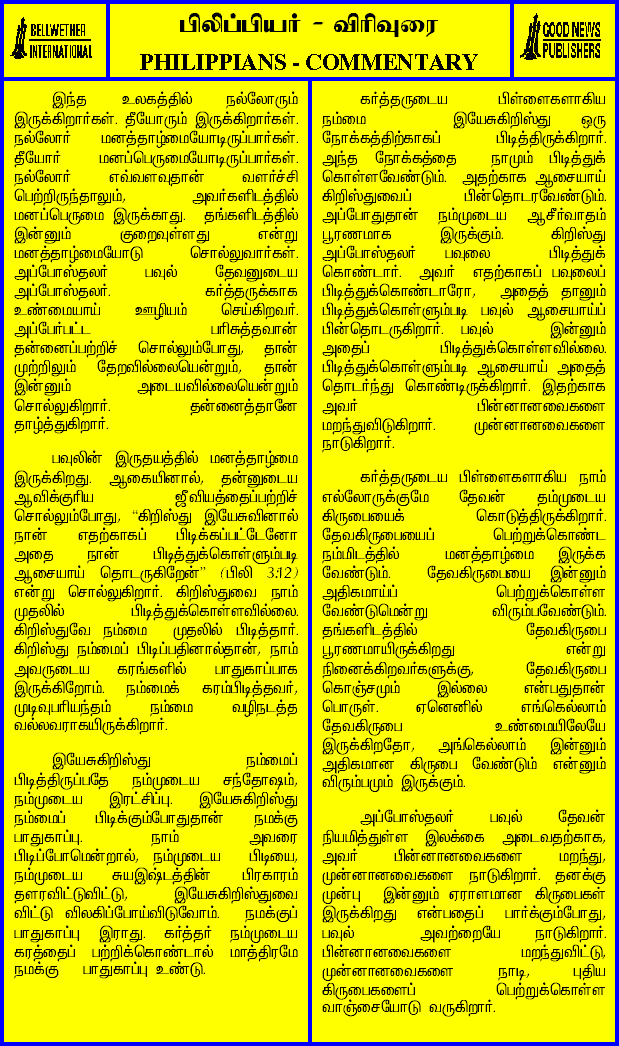 BELLWETHER
INTERNATIONAL
பிலிப்பியர் - விரிவுரை
PHILIPPIANS - COMMENTARY
GOOD NEWS
PUBLISHERS
இந்த உலகத்தில் நல்லோரும்
இருக்கிறார்கள். தீயோரும் இருக்கிறார்கள்.
நல்லோர் மனத்தாழ்மையோடிருப்பார்கள்.
தீயோர் மனப்பெருமையோடிருப்பார்கள்.
நல்லோர் எவ்வளவுதான் வளர்ச்சி
பெற்றிருந்தாலும், அவர்களிடத்தில்
மனப்பெருமை இருக்காது. தங்களிடத்தில்
இன்னும் குறைவுள்ளது என்று
மனத்தாழ்மையோடு சொல்லுவார்கள்.
அப்போஸ்தலர் பவுல் தேவனுடைய
அப்போஸ்தலர். கர்த்தருக்காக
உண்மையாய் ஊழியம் செய்கிறவர்.
அப்பேர்பட்ட பரிசுத்தவான்
தன்னைப்பற்றிச் சொல்லும்போது, தான்
முற்றிலும் தேறவில்லையென்றும், தான்
இன்னும் அடையவில்லையென்றும்
சொல்லுகிறார். தன்னைத்தானே
தாழ்த்துகிறார்.
பவுலின் இருதயத்தில் மனத்தாழ்மை
இருக்கிறது. ஆகையினால், தன்னுடைய
ஆவிக்குரிய ஜீவியத்தைப்பற்றிச்
சொல்லும்போது, “கிறிஸ்து இயேசுவினால்
நான் எதற்காகப் பிடிக்கப்பட்டேனோ
அதை நான் பிடித்துக்கொள்ளும்படி
ஆசையாய் தொடருகிறேன்” (பிலி 3:12)
என்று சொல்லுகிறார். கிறிஸ்துவை நாம்
முதலில் பிடித்துக்கொள்ளவில்லை.
கிறிஸ்துவே நம்மை முதலில் பிடித்தார்.
கிறிஸ்து நம்மைப் பிடிப்பதினால்தான், நாம்
அவருடைய கரங்களில் பாதுகாப்பாக
இருக்கிறோம். நம்மைக் கரம்பிடித்தவர்,
முடிவுபரியந்தம் நம்மை வழிநடத்த
வல்லவராகயிருக்கிறார்.
இயேசுகிறிஸ்து நம்மைப்
பிடித்திருப்பதே நம்முடைய சந்தோஷம்,
நம்முடைய இரட்சிப்பு. இயேசுகிறிஸ்து
நம்மைப் பிடிக்கும்போதுதான் நமக்கு
பாதுகாப்பு. நாம் அவரை
பிடிப்போமென்றால், நம்முடைய பிடியை,
நம்முடைய சுயஇஷ்டத்தின் பிரகாரம்
தளரவிட்டுவிட்டு, இயேசுகிறிஸ்துவை
விட்டு விலகிப்போய்விடுவோம். நமக்குப்
பாதுகாப்பு இராது. கர்த்தர் நம்முடைய
கரத்தைப் பற்றிக்கொண்டால் மாத்திரமே
நமக்கு பாதுகாப்பு உண்டு.
கர்த்தருடைய பிள்ளைகளாகிய
நம்மை இயேசுகிறிஸ்து ஒரு
நோக்கத்திற்காகப் பிடித்திருக்கிறார்.
அந்த நோக்கத்தை நாமும் பிடித்துக்
கொள்ளவேண்டும். அதற்காக ஆசையாய்
கிறிஸ்துவைப் பின்தொடரவேண்டும்.
அப்போதுதான் நம்முடைய ஆசீர்வாதம்
பூரணமாக இருக்கும். கிறிஸ்து
அப்போஸ்தலர் பவுலை பிடித்துக்
கொண்டார். அவர் எதற்காகப் பவுலைப்
பிடித்துக்கொண்டாரோ, அதைத் தானும்
பிடித்துக்கொள்ளும்படி பவுல் ஆசையாய்ப்
பின்தொடருகிறார். பவுல் இன்னும்
அதைப் பிடித்துக்கொள்ளவில்லை.
பிடித்துக்கொள்ளும்படி ஆசையாய் அதைத்
தொடர்ந்து கொண்டிருக்கிறார். இதற்காக
அவர் பின்னானவைகளை
மறந்துவிடுகிறார். முன்னானவைகளை
நாடுகிறார்.
கர்த்தருடைய பிள்ளைகளாகிய நாம்
எல்லோருக்குமே தேவன் தம்முடைய
கிருபையைக் கொடுத்திருக்கிறார்.
தேவகிருபையைப் பெற்றுக்கொண்ட
நம்மிடத்தில் மனத்தாழ்மை இருக்க
வேண்டும். தேவகிருபையை இன்னும்
அதிகமாய்ப் பெற்றுக்கொள்ள
வேண்டுமென்று விரும்பவேண்டும்.
தங்களிடத்தில் தேவகிருபை
பூரணமாயிருக்கிறது என்று
நினைக்கிறவர்களுக்கு, தேவகிருபை
கொஞ்சமும் இல்லை என்பதுதான்
பொருள். ஏனெனில் எங்கெல்லாம்
தேவகிருபை உண்மையிலேயே
இருக்கிறதோ, அங்கெல்லாம் இன்னும்
அதிகமான கிருபை வேண்டும் என்னும்
விருப்பமும் இருக்கும்.
அப்போஸ்தலர் பவுல் தேவன்
நியமித்துள்ள இலக்கை அடைவதற்காக,
அவர் பின்னானவைகளை மறந்து,
முன்னானவைகளை நாடுகிறார். தனக்கு
முன்பு இன்னும் ஏராளமான கிருபைகள்
இருக்கிறது என்பதைப் பார்க்கும்போது,
பவுல் அவற்றையே நாடுகிறார்.
பின்னானவைகளை மறந்துவிட்டு,
முன்னானவைகளை நாடி, புதிய
கிருபைகளைப் பெற்றுக்கொள்ள
வாஞ்சையோடு வருகிறார்.